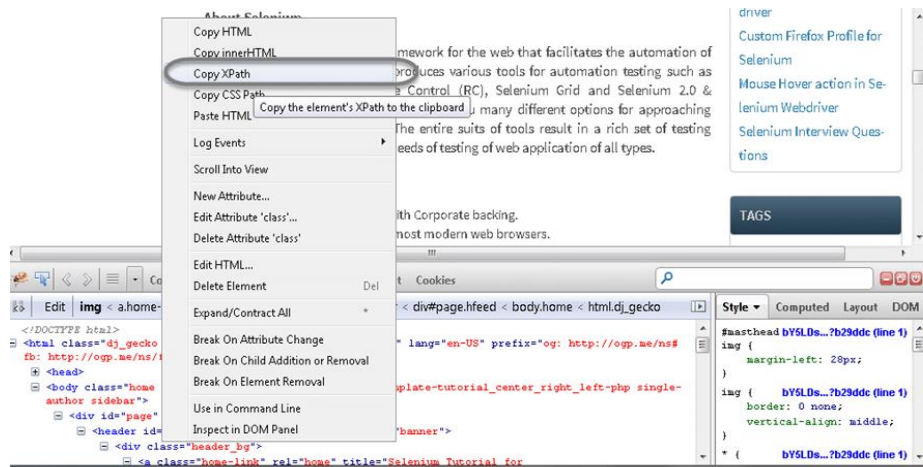 About Selenium
mework for the web that facilitates the automation of
produces various tools for automation testing such as
e Control (RC), Selenium Grid and Selenium 2.0 &
u many different options for approaching
The entire suits of tools result in a rich set of testing
eeds of testing of web application of all types.
ith Corporate backing.
most modern web browsers.
Copy HTML
Copy innerHTML
Copy XPath
Copy CSS Path
Copy the element's XPath to the clipboard
Paste HTML
Log Events
Scroll Into View
New Attribute...
Edit Attribute 'class'...
Delete Attribute 'class'
Edit HTML...
Delete Element Del
Expand/Contract All *
Break On Attribute Change
Break On Child Addition or Removal
Break On Element Removal
Use in Command Line
Inspect in DOM Panel
driver
Custom Firefox Profile for
Selenium
Mouse Hover action in Se-
lenium Webdriver
Selenium Interview Ques-
tions
TAGS
Co
t Cookies
Edit img < a.home-
< div#page.hfeed < body.home < html.dj_gecko
<!DOCTYPE html>
<html class="dj_gecko
" lang="en-US" prefix="og: http://ogp.me/ns#
fb: http://ogp.me/ns/
<head>
<body class="home
plate-tutorial_center_right_left-php single-
author sidebar">
<div id="page"
<header id=
"banner">
<div class="header_bg">
<a class="home-link" rel="home" title="Selenium Tutorial for
Style Computed Layout DOM
#masthead bY5LDs...?b29ddc (line 1)
img {
margin-left: 28px;
}
img { bY5LDs...?b29ddc (line 1)
border: 0 none;
vertical-align: middle;
}
* { bY5LDs...?b29ddc (line 1)